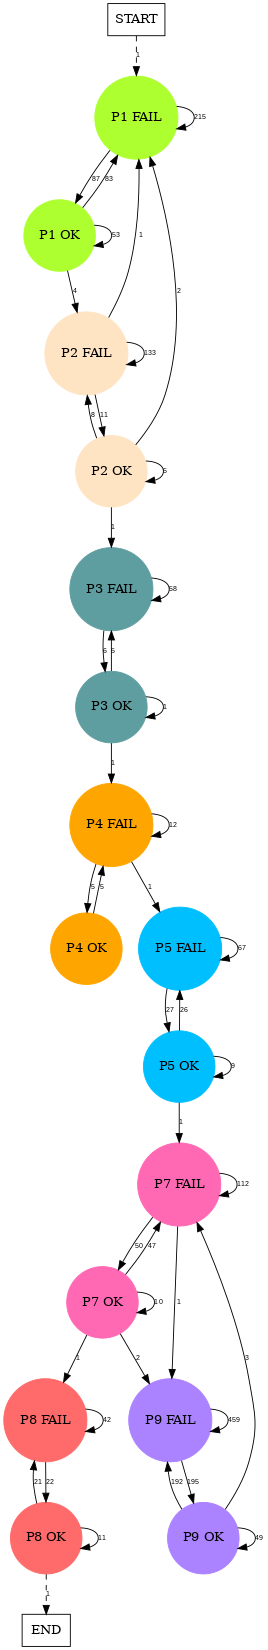 START
1
P1 FAIL
215
87
83
P1 OK
53
4
1
2
P2 FAIL
133
8
11
P2 OK
5
1
P3 FAIL
58
6
5
P3 OK
1
1
P4 FAIL
12
5
5
1
P4 OK
P5 FAIL
67
27
26
P5 OK
9
1
P7 FAIL
112
50
47
1
3
P7 OK
10
1
2
P8 FAIL
42
P9 FAIL
459
21
22
192
195
P8 OK
11
P9 OK
49
1
END